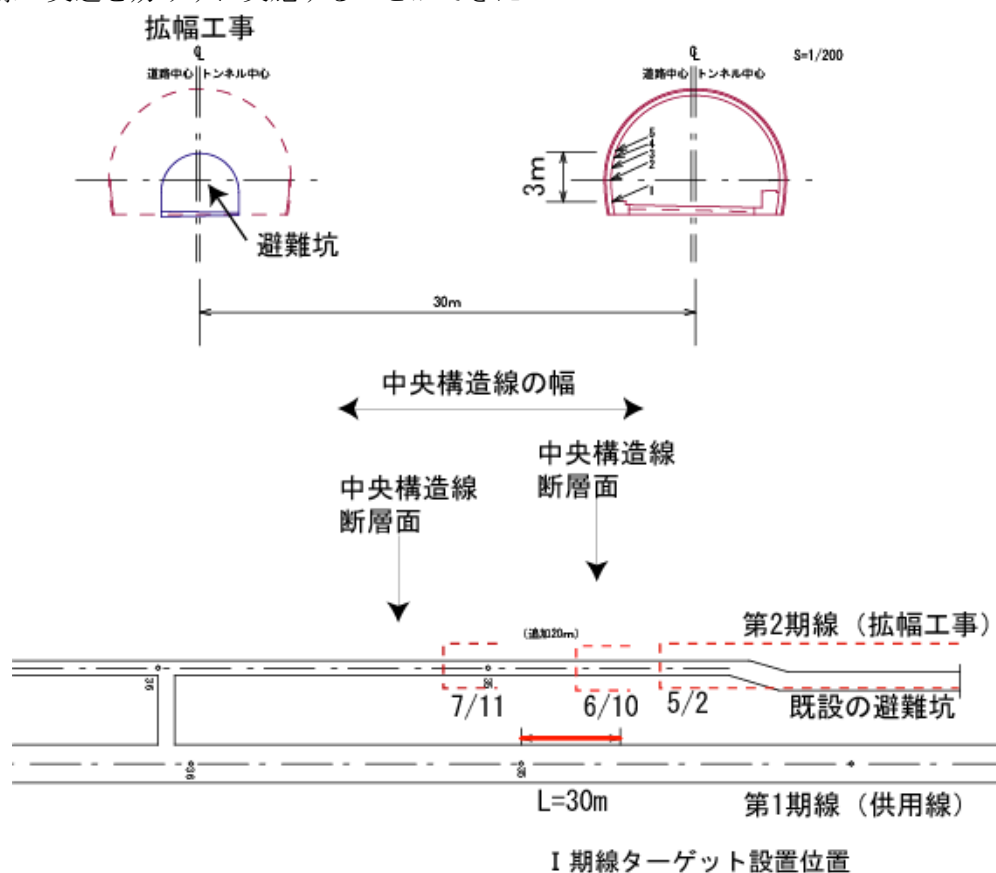 拡幅工事
道路中心 トンネル中心
道路中心 トンネル中心
S=1/200
5
4
3
2
1
3m
避難坑
30m
中央構造線の幅
中央構造線
断層面
中央構造線
断層面
(追加20m)
第2期線（拡幅工事）
36
7/11
6/10
5/2
既設の避難坑
L=30m
第1期線（供用線）
Ⅰ期線ターゲット設置位置